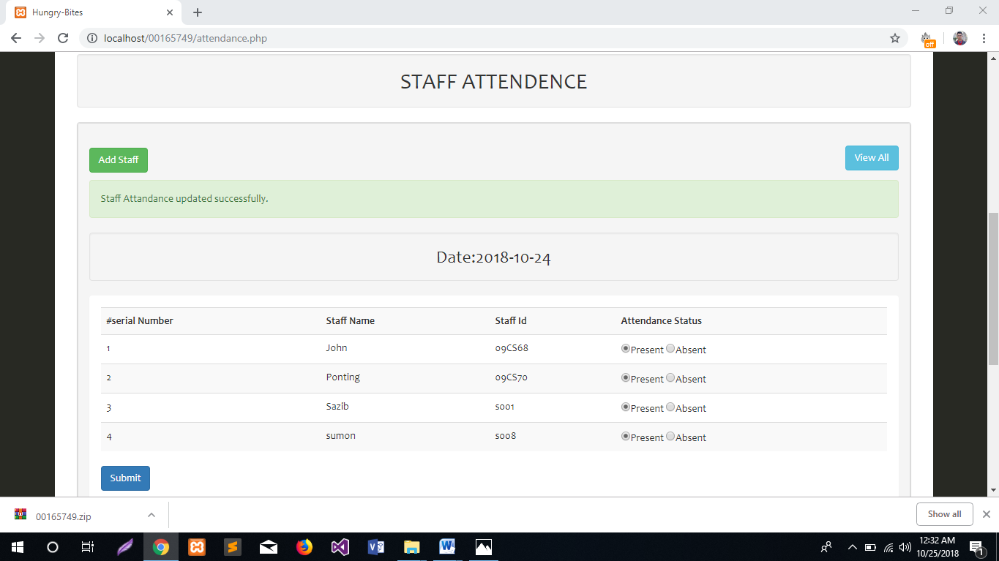 Hungry-Bites
localhost/00165749/attendance.php
off
STAFF ATTENDENCE
Add Staff
View All
Staff Attandance updated successfully.
Date:2018-10-24
#serial Number Staff Name Staff Id Attendance Status
1 John 09CS68 Present Absent
2 Ponting 09CS70 Present Absent
3 Sazib s001 Present Absent
4 sumon s008 Present Absent
Submit
00165749.zip
Show all
12:32 AM
10/25/2018
1